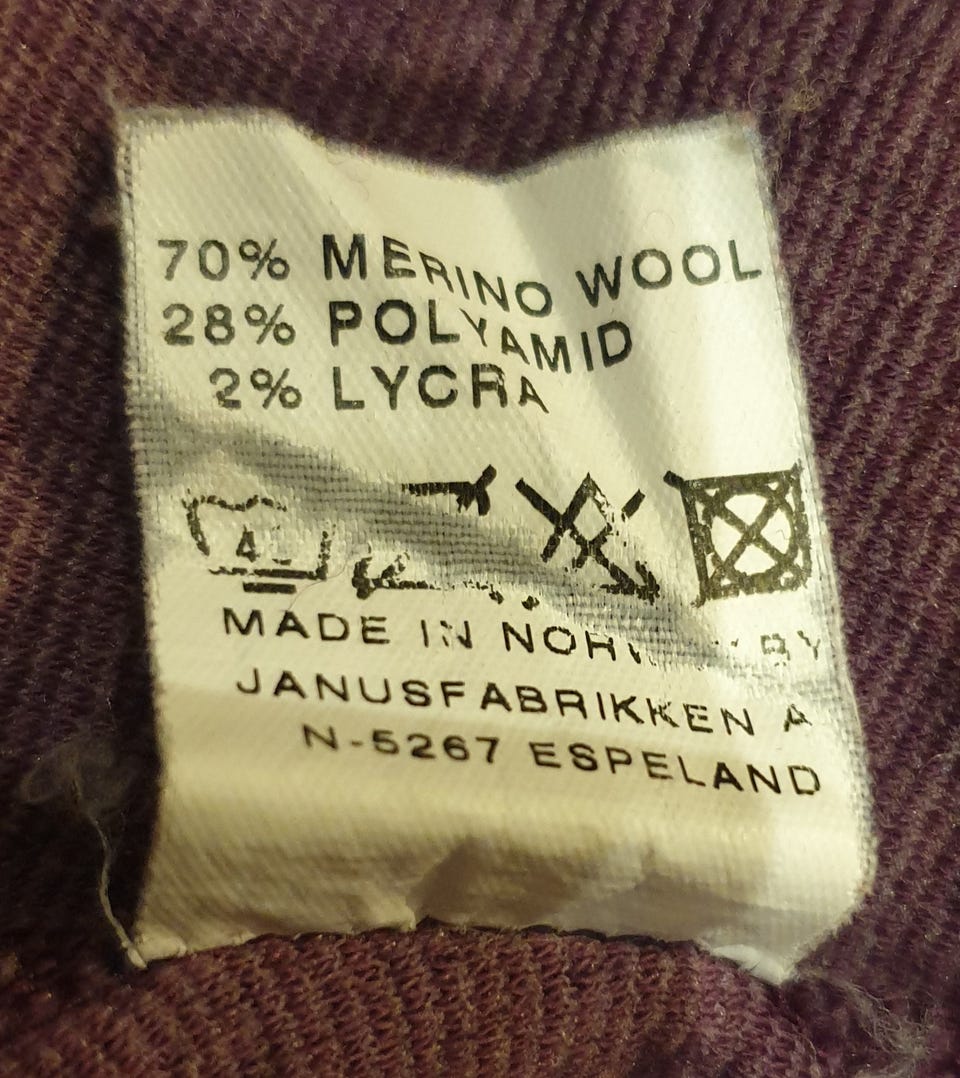 70% MERINO WOOL
28% POLYAMID
2% LYCRA
MADE IN BY
JANUSFABRIKKEN A
N-5267 ESPELAND